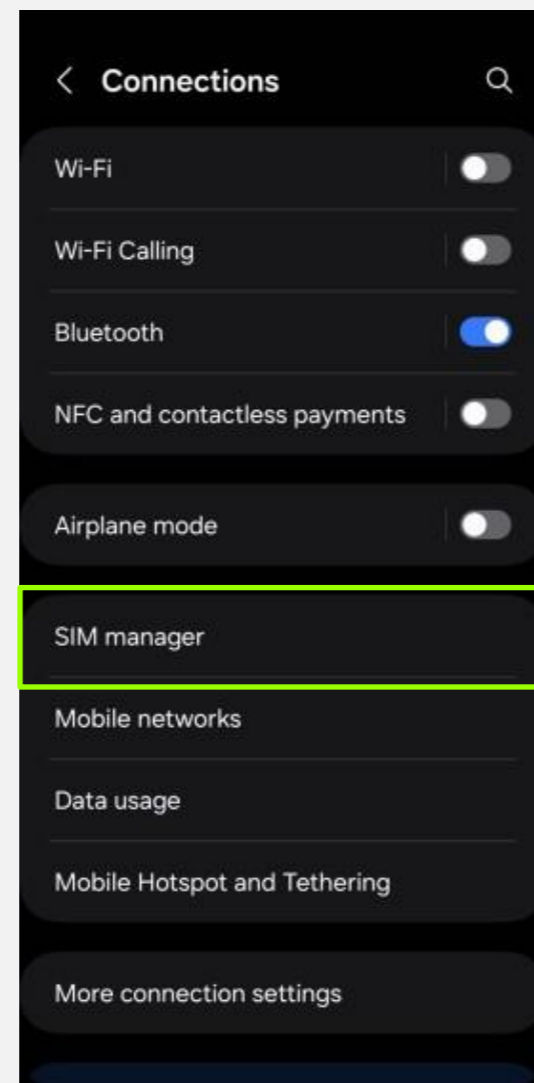 Connections
Wi-Fi
Wi-Fi Calling
Bluetooth
NFC and contactless payments
Airplane mode
SIM manager
Mobile networks
Data usage
Mobile Hotspot and Tethering
More connection settings